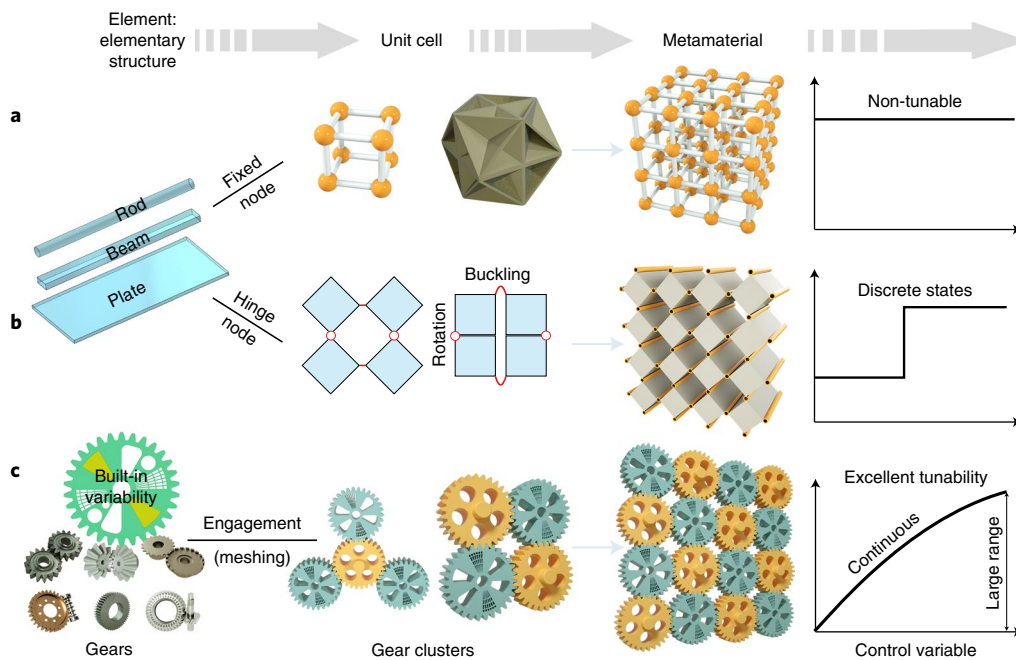 Element:
elementary
structure
Unit cell
Metamaterial
a
Non-tunable
Fixed
node
Rod
Beam
Plate
b
Hinge
node
Rotation
Buckling
Discrete states
c
Built-in
variability
Engagement
(meshing)
Excellent tunability
Continuous
Large range
Gears
Gear clusters
Control variable